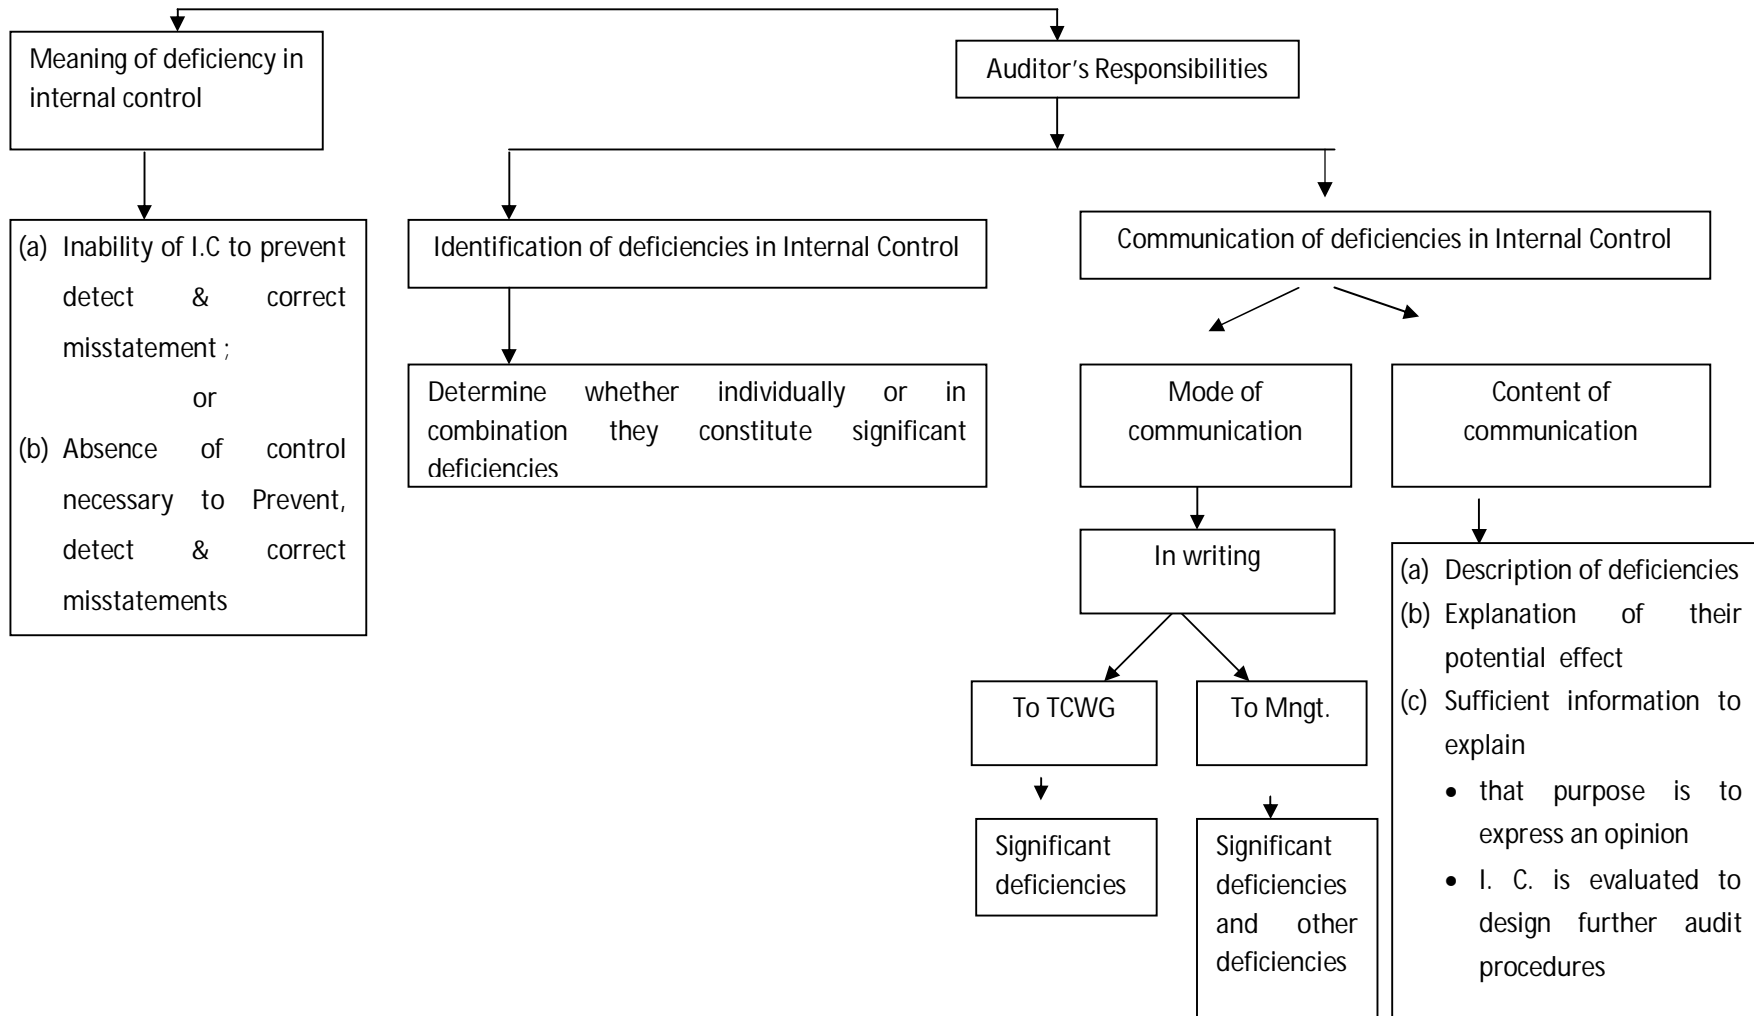 Meaning of deficiency in
internal control
Auditor’s Responsibilities
(a) Inability of I.C to prevent
detect & correct
misstatement ;
or
(b) Absence of control
necessary to Prevent,
detect & correct
misstatements
Identification of deficiencies in Internal Control
Communication of deficiencies in Internal Control
Determine whether individually or in
combination they constitute significant
deficiencies
Mode of
communication
Content of
communication
In writing
(a) Description of deficiencies
(b) Explanation of their
potential effect
(c) Sufficient information to
explain
• that purpose is to
express an opinion
• I. C. is evaluated to
design further audit
procedures
To TCWG
To Mngt.
Significant
deficiencies
Significant
deficiencies
and other
deficiencies